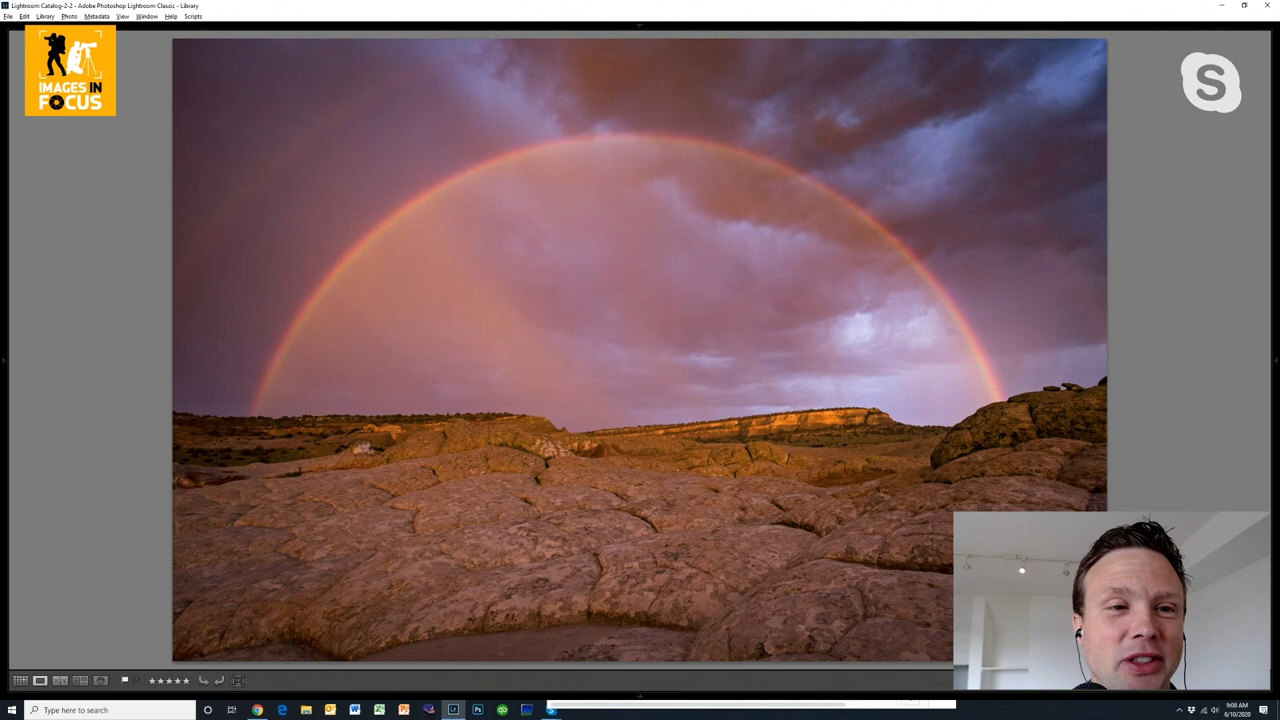 Lightroom Catalog-2-2 - Adobe Photoshop Lightroom Classic - Library
File Edit Library Photo Metadata View Window Help Scripts
IMAGES IN
FOCUS
S
Type here to search
9:08 AM
6/10/2020